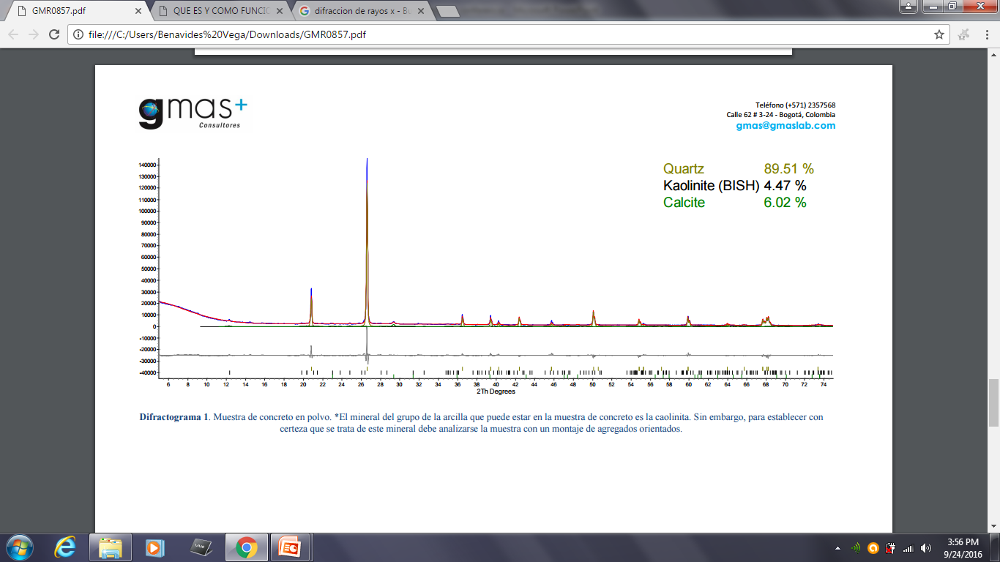 GMR0857.pdf
QUE ES Y COMO FUNCIO
difraccion de rayos x - Bu
file:///C:/Users/Benavides%20Vega/Downloads/GMR0857.pdf
gmas+
Consultores
Teléfono (+571) 2357568
Calle 62 # 3-24 - Bogotá, Colombia
gmas@gmaslab.com
Quartz 89.51 %
Kaolinite (BISH) 4.47 %
Calcite 6.02 %
140000
130000
120000
110000
100000
90000
80000
70000
60000
50000
40000
30000
20000
10000
0
-10000
-20000
-30000
-40000
6 8 10 12 14 16 18 20 22 24 26 28 30 32 34 36 38 40 42 44 46 48 50 52 54 56 58 60 62 64 66 68 70 72 74
2Th Degrees
Difractograma 1. Muestra de concreto en polvo. *El mineral del grupo de la arcilla que puede estar en la muestra de concreto es la caolinita. Sin embargo, para establecer con
certeza que se trata de este mineral debe analizarse la muestra con un montaje de agregados orientados.
VAIO
3:56 PM
9/24/2016